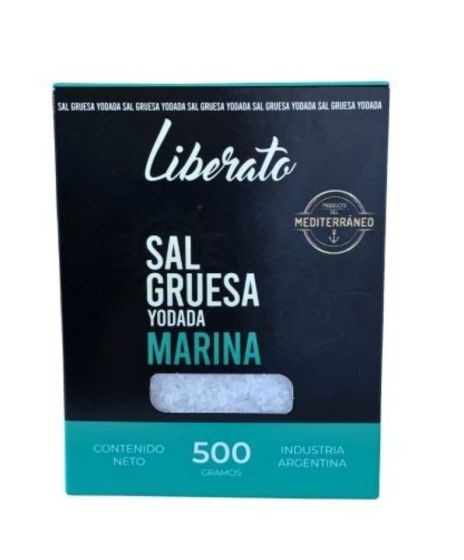 SAL GRUESA YODADA SAL GRUESA YODADA SAL GRUESA YODADA SAL GRUESA YODADA SAL GRUESA YODADA
Liberato
PRODUCTO
DEL
MEDITERRÁNEO
SAL
GRUESA
YODADA
MARINA
CONTENIDO
NETO
500
GRAMOS
INDUSTRIA
ARGENTINA